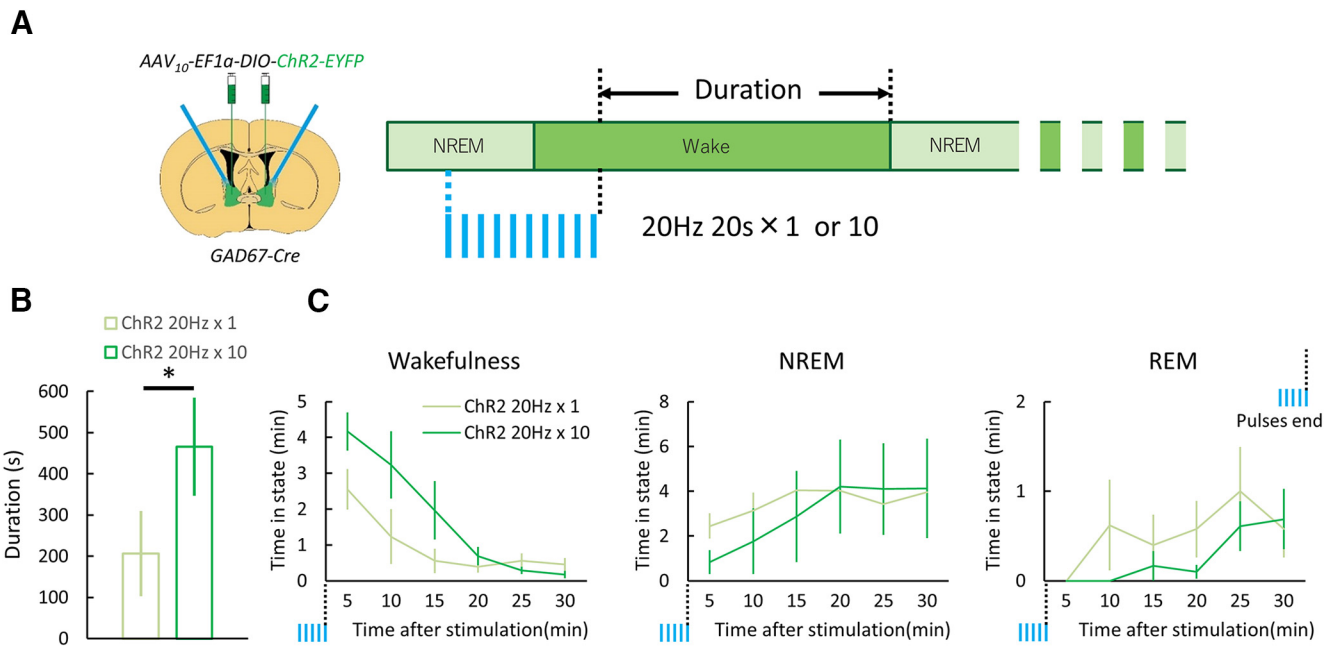 A
AAV10-EF1α-DIO-ChR2-EYFP
GAD67-Cre
Duration
NREM
Wake
NREM
20Hz 20s × 1 or 10
B
ChR2 20Hz x 1
ChR2 20Hz x 10
*
Duration (s)
600
500
400
300
200
100
0
C
Wakefulness
ChR2 20Hz x 1
ChR2 20Hz x 10
Time in state (min)
5
4
3
2
1
0
5 10 15 20 25 30
Time after stimulation(min)
NREM
Time in state (min)
8
6
4
2
0
5 10 15 20 25 30
Time after stimulation(min)
REM
Pulses end
Time in state (min)
2
1
0
5 10 15 20 25 30
Time after stimulation(min)